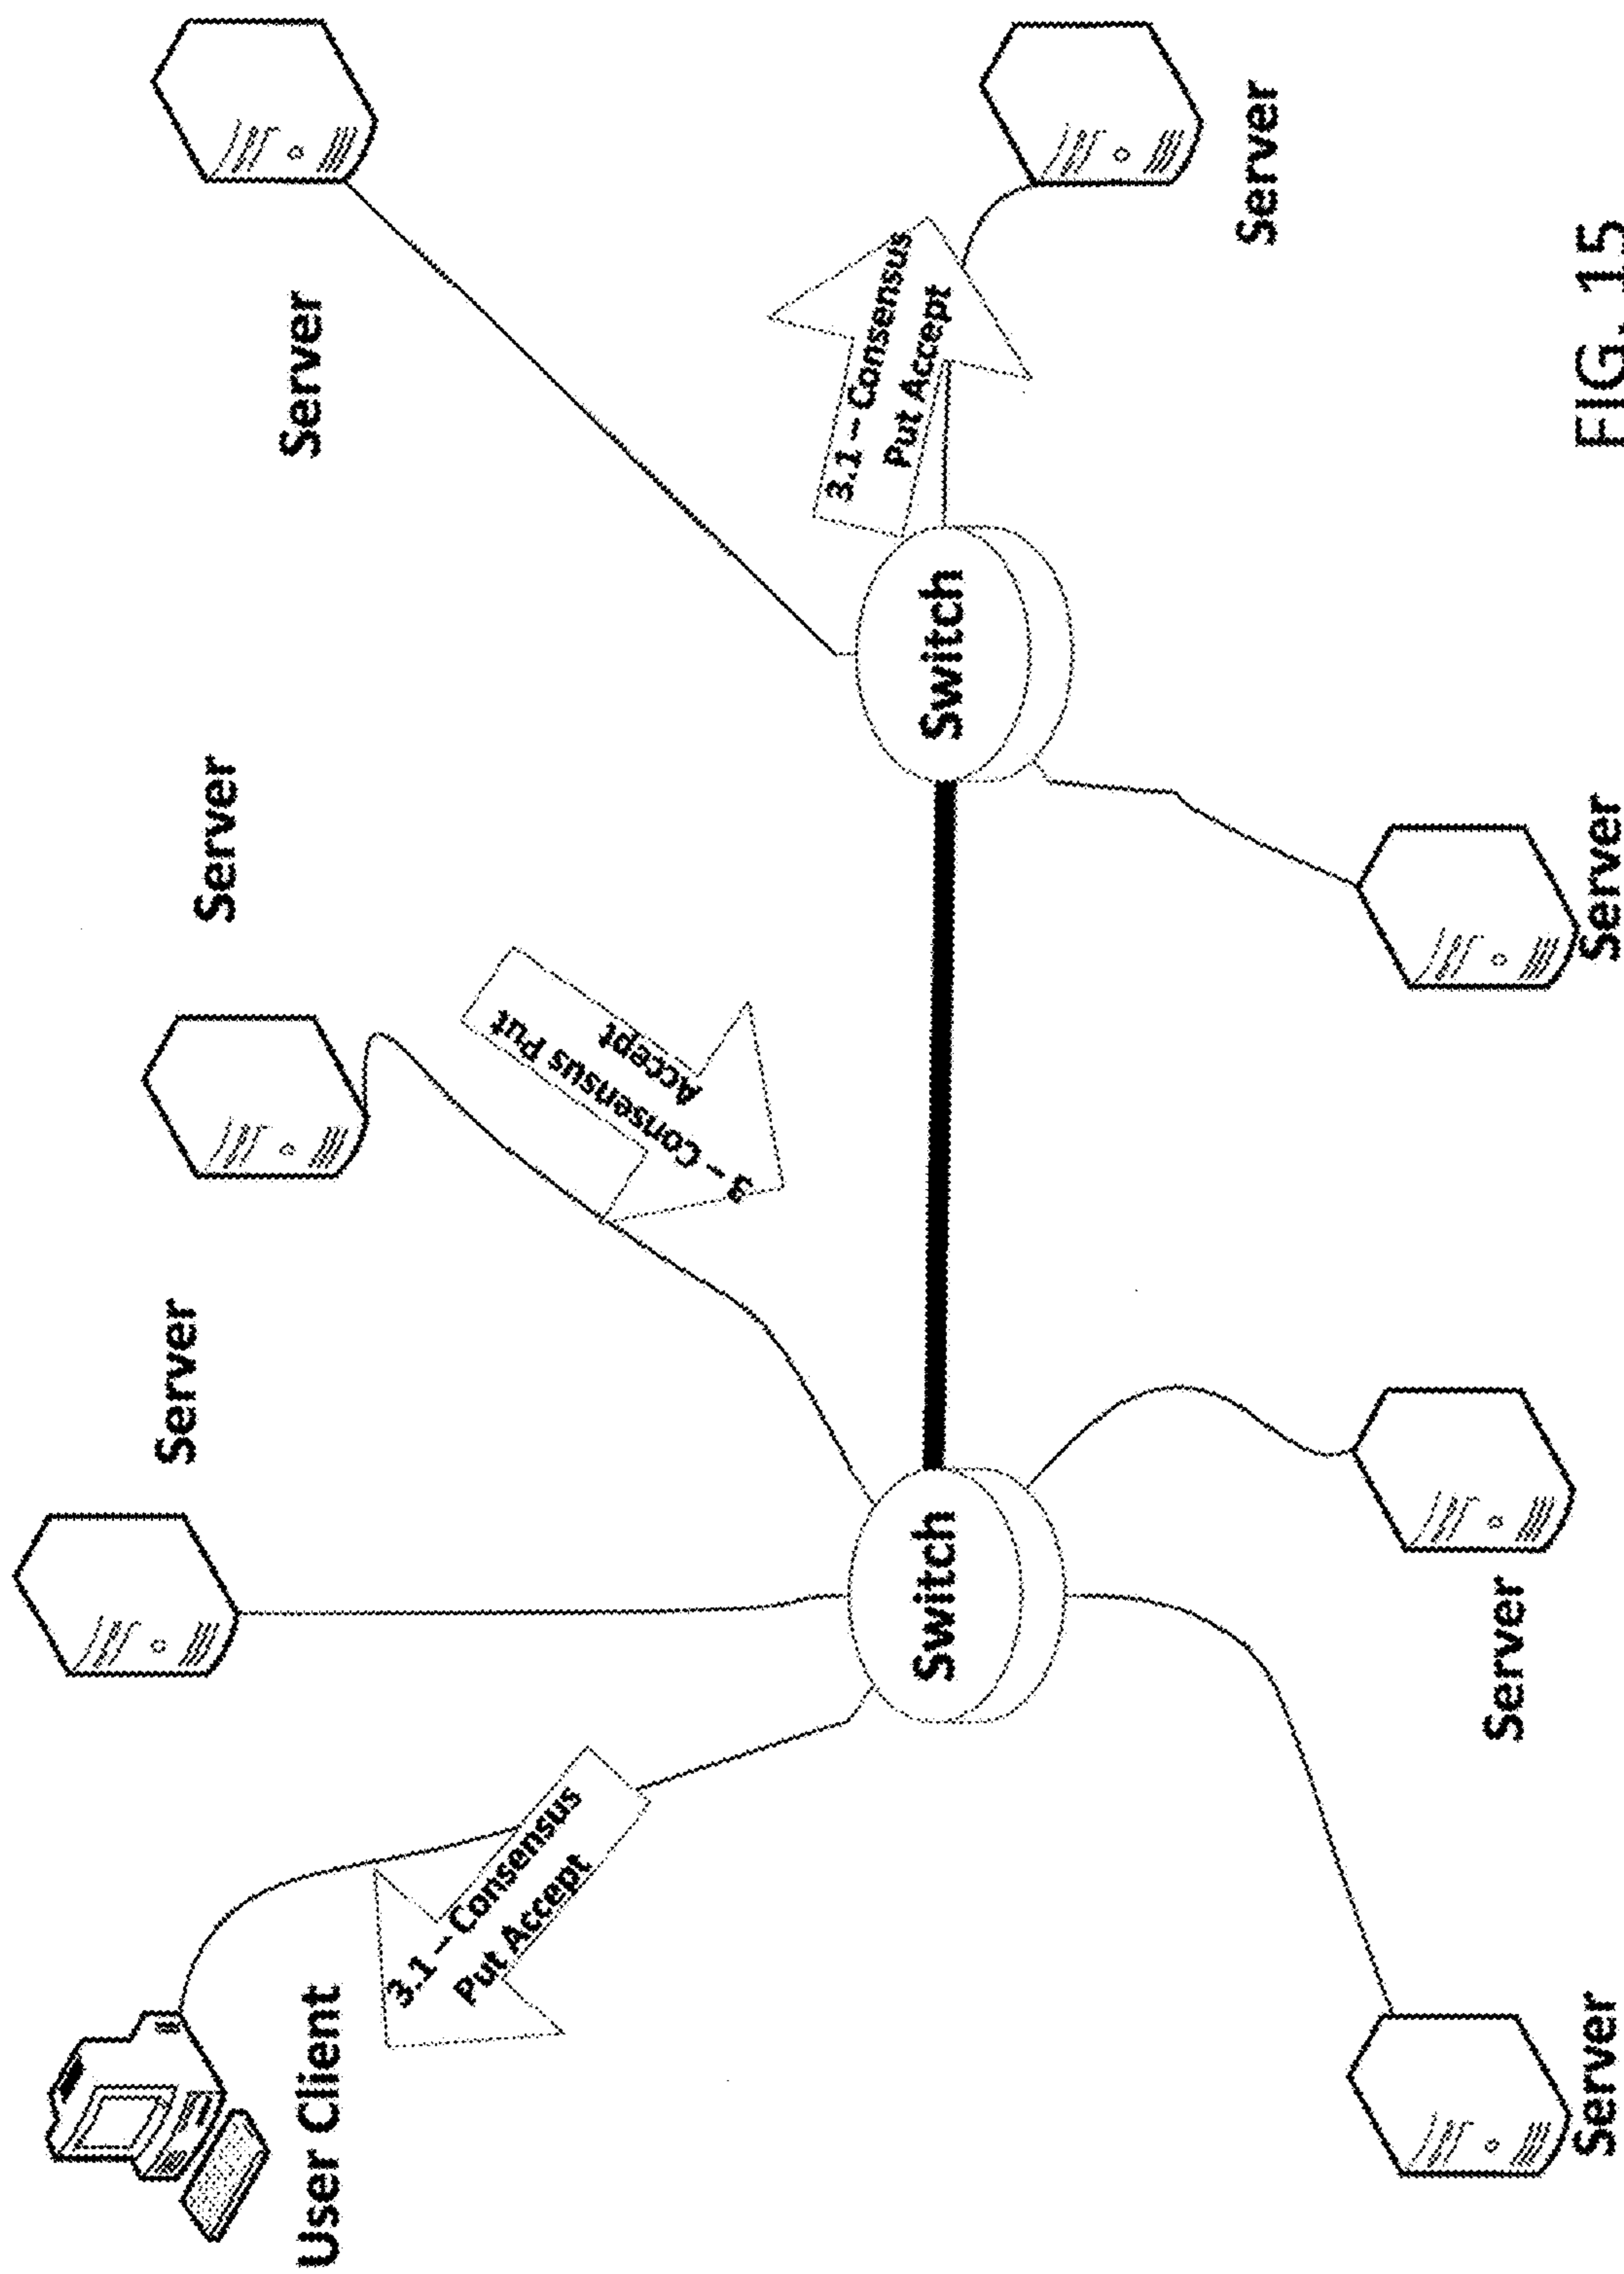 User Client
Server
Server
Server
3.1 – Consensus
Put Accept
3 – Consensus Put
Accept
3.1 – Consensus
Put Accept
Switch
Switch
Server
Server
Server
Server
FIG. 15